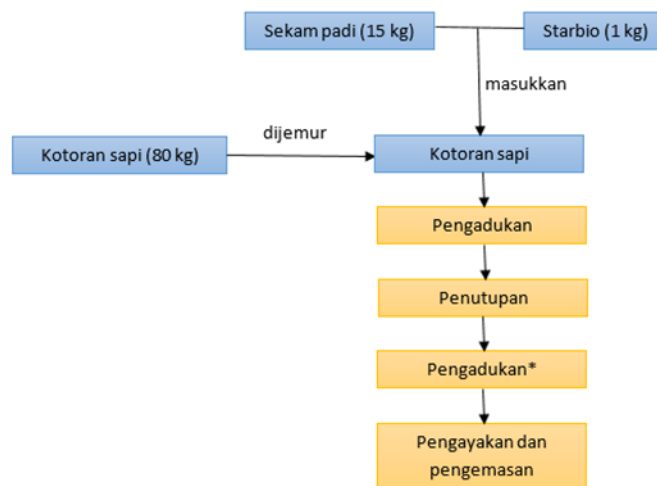 Sekam padi (15 kg)
Starbio (1 kg)
masukkan
dijemur
Kotoran sapi (80 kg)
Kotoran sapi
Pengadukan
Penutupan
Pengadukan*
Pengayakan dan
pengemasan